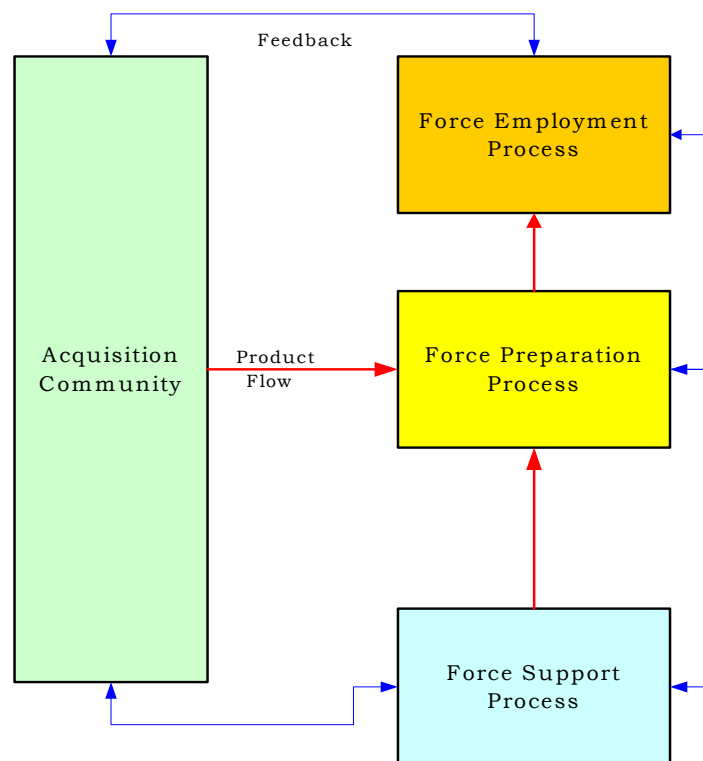 Feedback
Force Employment
Process
Acquisition
Community
Product
Flow
Force Preparation
Process
Force Support
Process